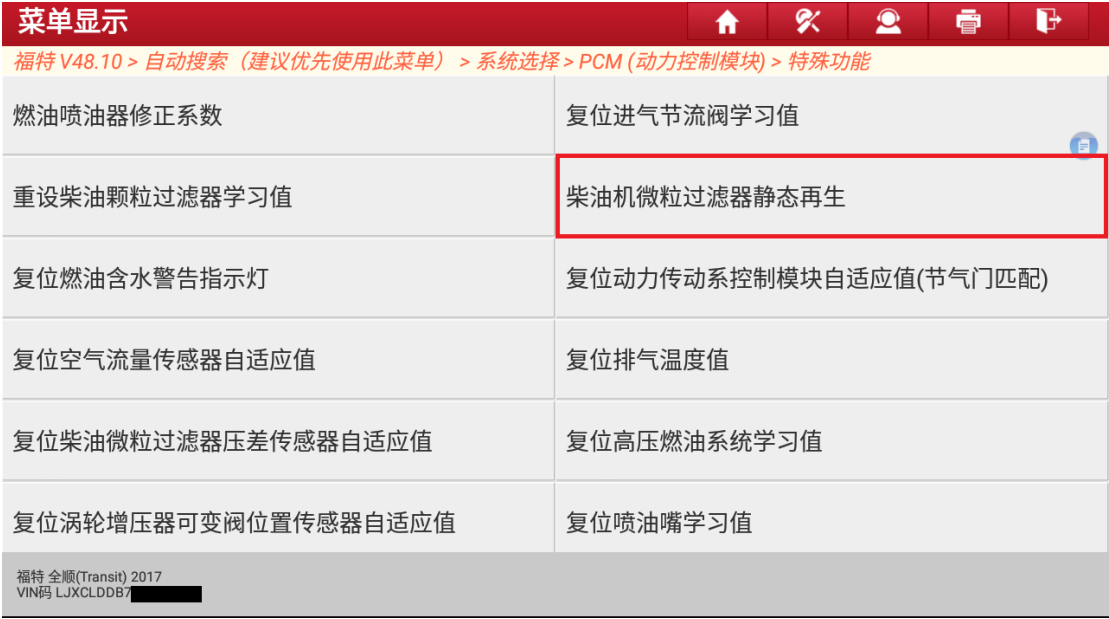 菜单显示
福特 V48.10 > 自动搜索（建议优先使用此菜单） > 系统选择 > PCM (动力控制模块) > 特殊功能
燃油喷油器修正系数
复位进气节流阀学习值
重设柴油颗粒过滤器学习值
柴油机微粒过滤器静态再生
复位燃油含水警告指示灯
复位动力传动系控制模块自适应值(节气门匹配)
复位空气流量传感器自适应值
复位排气温度值
复位柴油微粒过滤器压差传感器自适应值
复位高压燃油系统学习值
复位涡轮增压器可变阀位置传感器自适应值
复位喷油嘴学习值
福特 全顺(Transit) 2017
VIN码 LJXCLDDB7